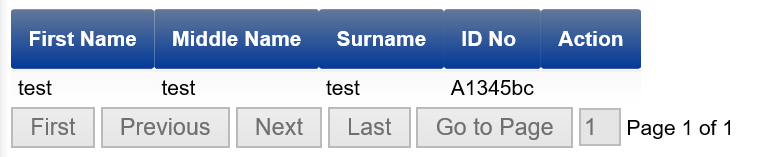 First Name Middle Name Surname ID No Action
test test test A1345bc
First Previous Next Last Go to Page 1 Page 1 of 1